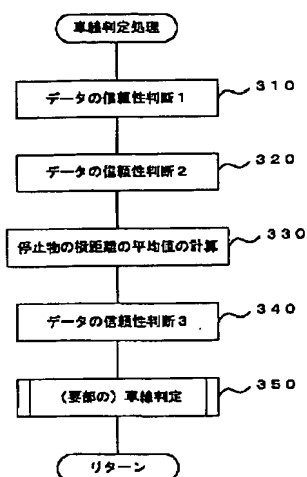 車線判定処理
データの信頼性判断1
310
データの信頼性判断2
320
停止物の横距離の平均値の計算
330
データの信頼性判断3
340
(要部の)車線判定
350
リターン